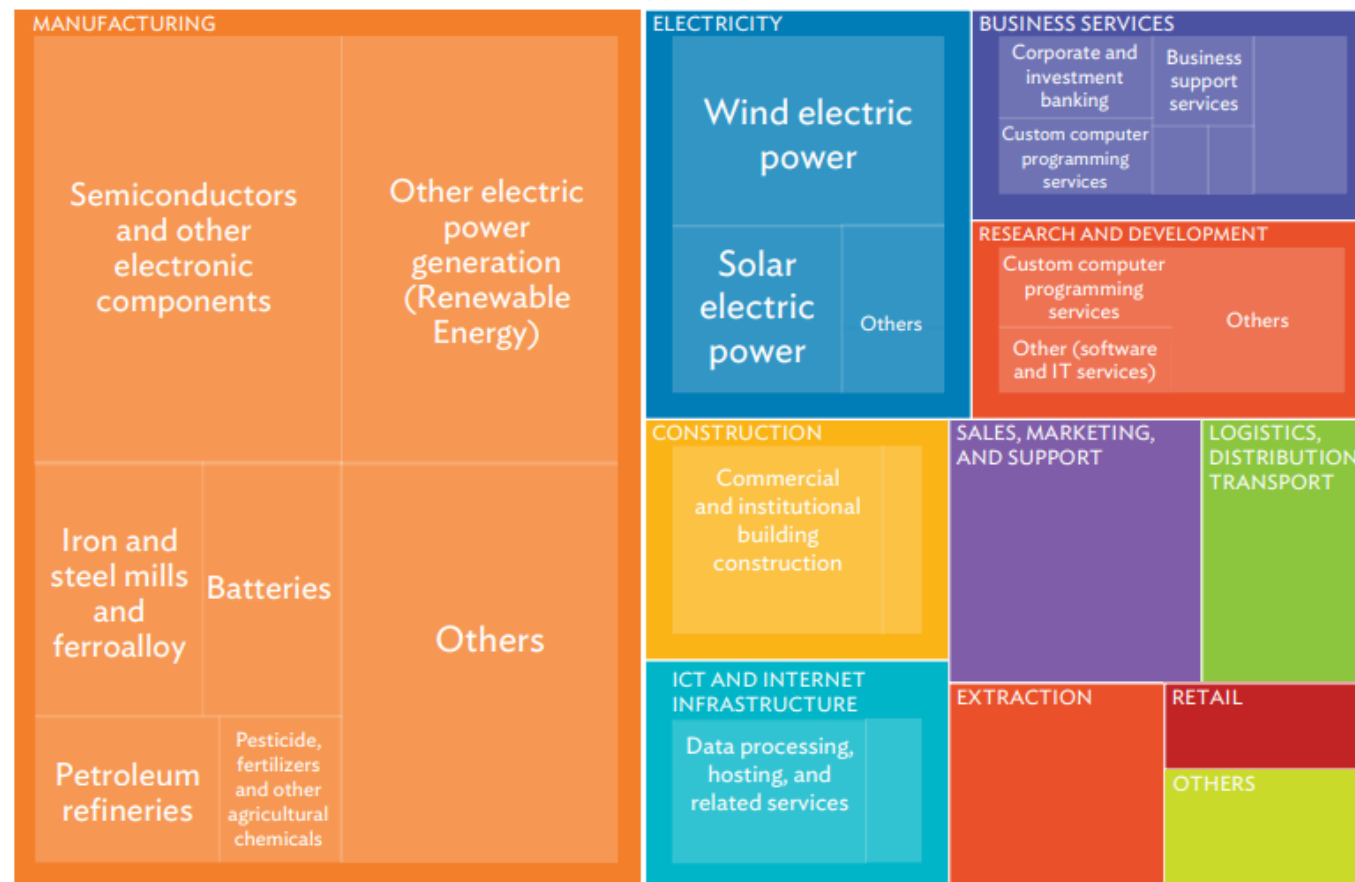 MANUFACTURING
Semiconductors
and other
electronic
components
Other electric
power
generation
(Renewable
Energy)
Iron and
steel mills
and
ferroalloy
Batteries
Others
Petroleum
refineries
Pesticide,
fertilizers
and other
agricultural
chemicals
ELECTRICITY
Wind electric
power
Solar
electric
power
Others
BUSINESS SERVICES
Corporate and
investment
banking
Business
support
services
Custom computer
programming
services
RESEARCH AND DEVELOPMENT
Custom computer
programming
services
Other (software
and IT services)
Others
CONSTRUCTION
Commercial
and institutional
building
construction
SALES, MARKETING,
AND SUPPORT
LOGISTICS,
DISTRIBUTION
TRANSPORT
ICT AND INTERNET
INFRASTRUCTURE
Data processing,
hosting, and
related services
EXTRACTION
RETAIL
OTHERS